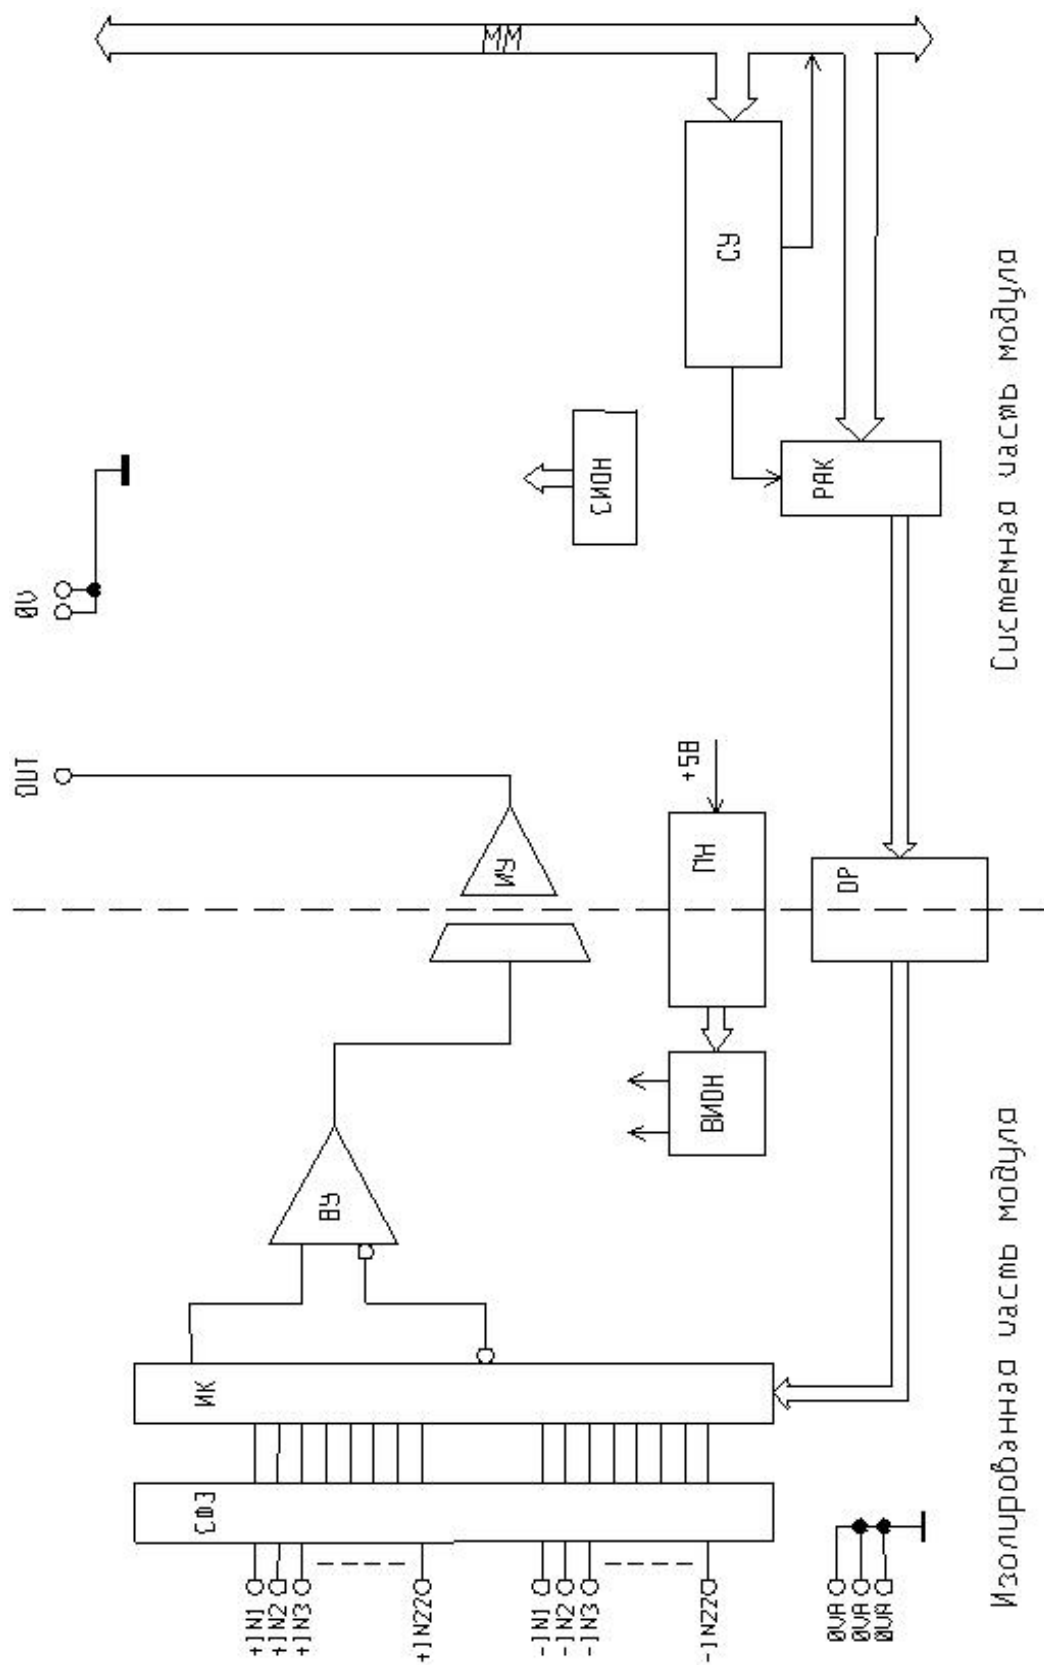 +IN1
+IN2
+IN3
+IN22
-IN1
-IN2
-IN3
-IN22
0VA
0VA
0VA
СФЗ
ИК
ВУ
ИУ
OUT
0V
ВИОН
ПН
+5В
СИОН
DP
РАК
СУ
ММ
Изолированная часть модуля
Системная часть модуля